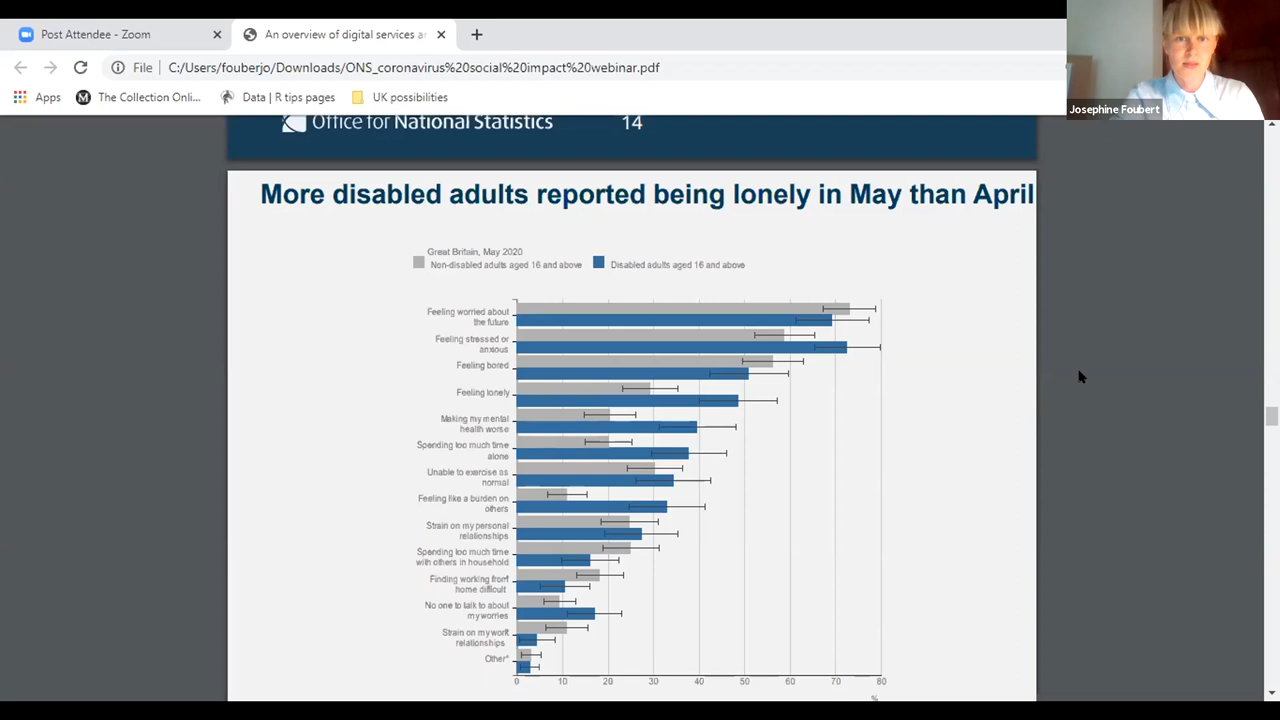 Post Attendee - Zoom
An overview of digital services a
File C:/Users/fouberjo/Downloads/ONS_coronavirus%20social%20impact%20webinar.pdf
Apps The Collection Onli... Data | R tips pages UK possibilities
Josephine Foubert
Office for National Statistics 14
More disabled adults reported being lonely in May than April
Great Britain, May 2020
Non-disabled adults aged 16 and above Disabled adults aged 16 and above
Feeling worried about
the future
Feeling stressed or
anxious
Feeling bored
Feeling lonely
Making my mental
health worse
Spending too much time
alone
Unable to exercise as
normal
Feeling like a burden on
others
Strain on my personal
relationships
Spending too much time
with others in household
Finding working from*
home difficult
No one to talk to about
my worries
Strain on my work*
relationships
Other*
0 10 20 30 40 50 60 70 80
%